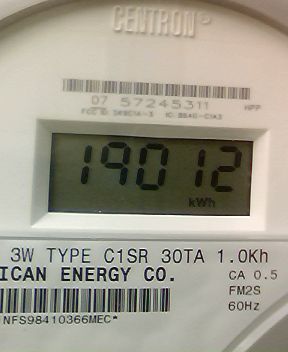 CENTRON®
07 57245311 HPP
19012
kWh
3W TYPE C1SR 30TA 1.0Kh
ICAN ENERGY CO. CA 0.5
FM2S
60Hz
NFS98410366MEC*